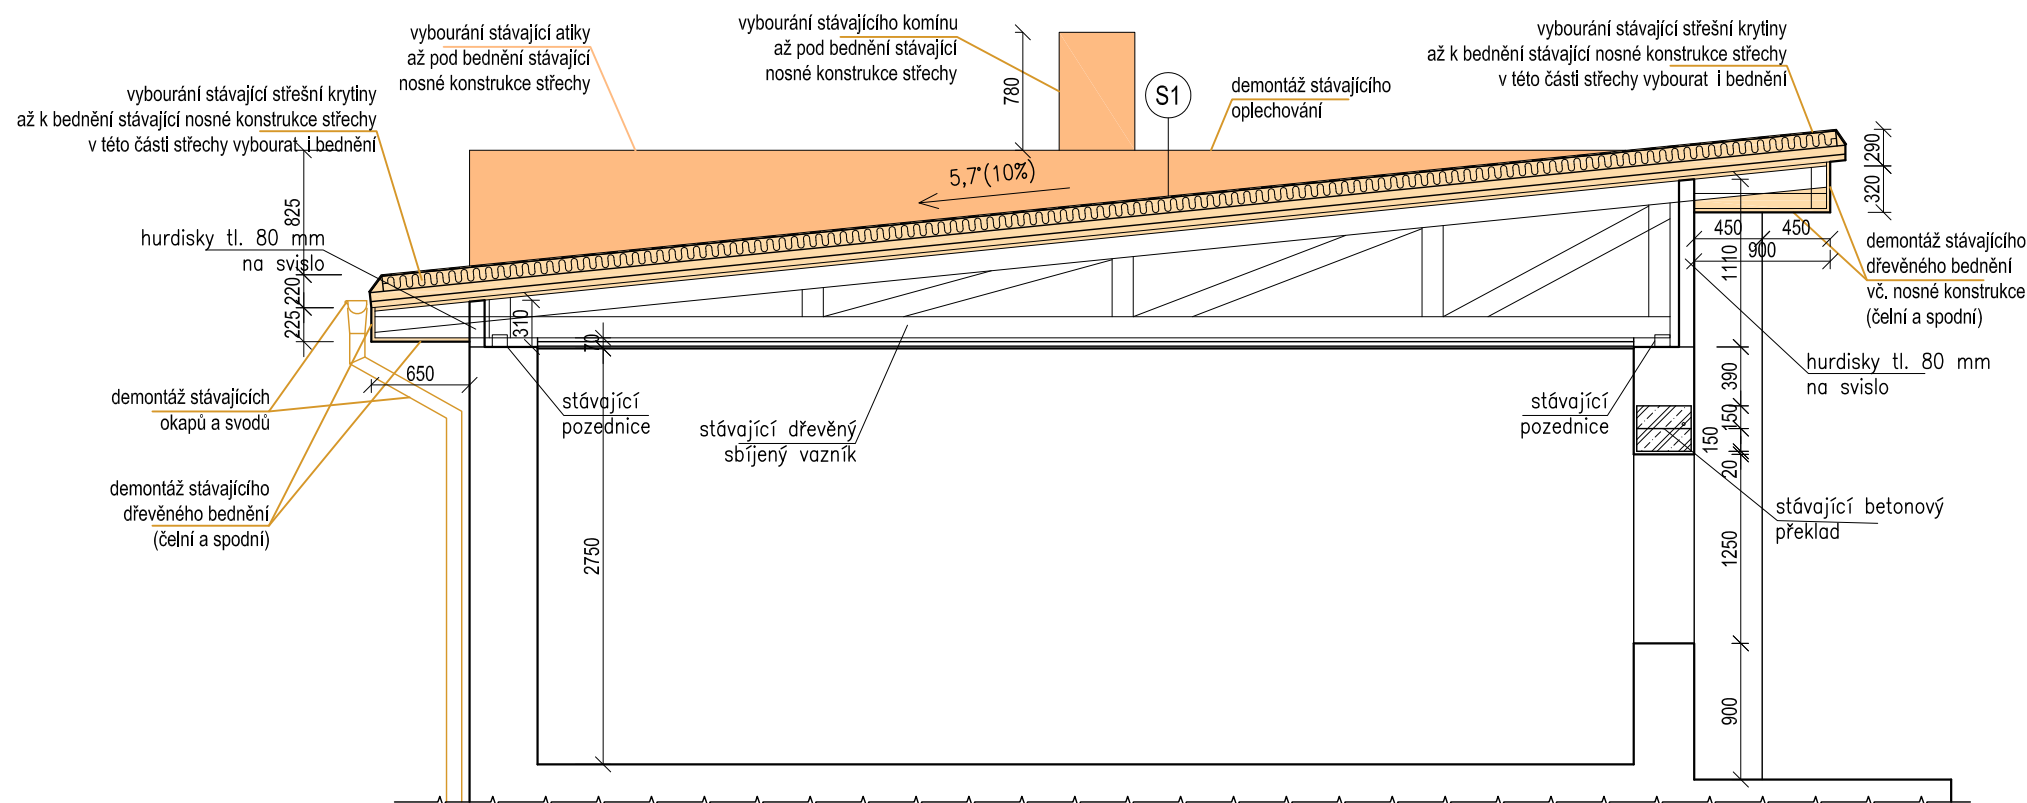 vybourání stávající atiky
až pod bednění stávající
nosné konstrukce střechy
vybourání stávajícího komínu
až pod bednění stávající
nosné konstrukce střechy
vybourání stávající střešní krytiny
až k bednění stávající nosné konstrukce střechy
v této části střechy vybourat i bednění
vybourání stávající střešní krytiny
až k bednění stávající nosné konstrukce střechy
v této části střechy vybourat i bednění
demontáž stávajícího
oplechování
S1
780
5,7°(10%)
290
320
825
220
225
hurdisky tl. 80 mm
na svislo
450
450
900
1110
demontáž stávajícího
dřevěného bednění
vč. nosné konstrukce
(čelní a spodní)
310
70
650
hurdisky tl. 80 mm
na svislo
390
150
150
20
demontáž stávajících
okapů a svodů
stávající
pozednice
stávající dřevěný
sbíjený vazník
stávající
pozednice
demontáž stávajícího
dřevěného bednění
(čelní a spodní)
stávající betonový
překlad
2750
1250
900